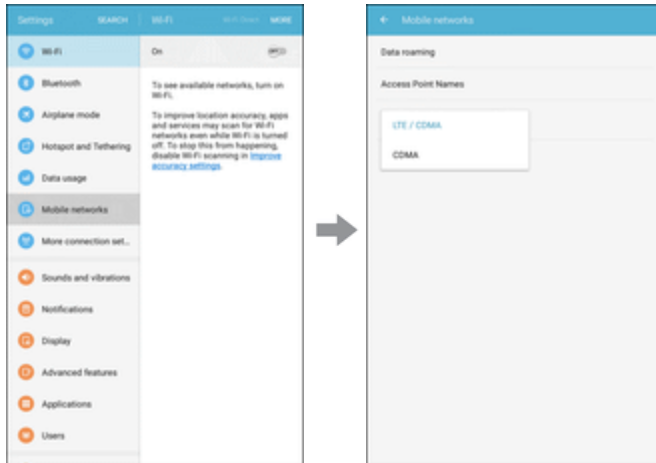 Settings
SEARCH
Wi-Fi
Wi-Fi Direct
MORE
Wi-Fi
Bluetooth
Airplane mode
Hotspot and Tethering
Data usage
Mobile networks
More connection set..
Sounds and vibrations
Notifications
Display
Advanced features
Applications
Users
On
OFF
To see available networks, turn on
Wi-Fi.
To improve location accuracy, apps
and services may scan for Wi-Fi
networks even while Wi-Fi is turned
off. To stop this from happening,
disable Wi-Fi scanning in Improve
accuracy settings.
Mobile networks
Data roaming
Access Point Names
LTE / CDMA
CDMA